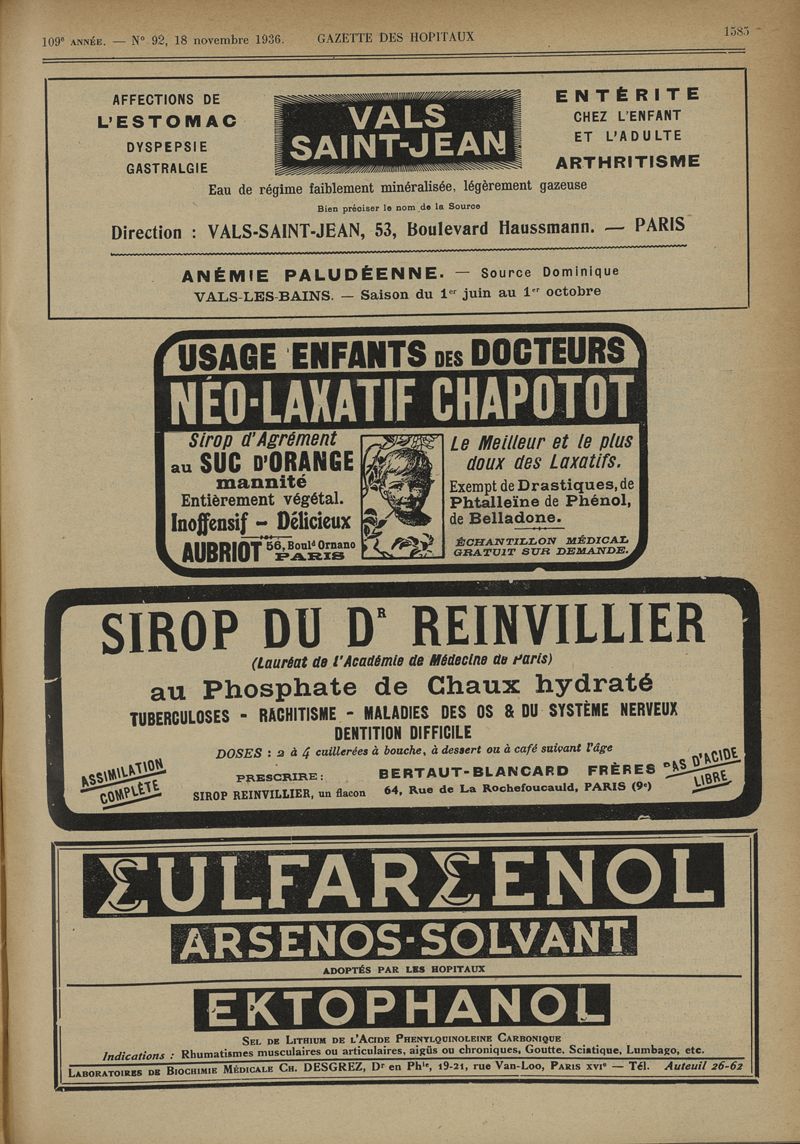 109e ANNÉE. — N° 92, 18 novembre 1936. GAZETTE DES HOPITAUX 1585
AFFECTIONS DE
L'ESTOMAC
DYSPEPSIE
GASTRALGIE
VALS
SAINT-JEAN
ENTÉRITE
CHEZ L'ENFANT
ET L'ADULTE
ARTHRITISME
Eau de régime faiblement minéralisée, légèrement gazeuse
Bien préciser le nom de la Source
Direction : VALS-SAINT-JEAN, 53, Boulevard Haussmann. — PARIS
ANÉMIE PALUDÉENNE. — Source Dominique
VALS-LES-BAINS. — Saison du 1er juin au 1er octobre
USAGE ENFANTS DES DOCTEURS
NÉO-LAXATIF CHAPOTOT
Sirop d'Agrément
au SUC D'ORANGE
mannité
Entièrement végétal.
Inoffensif - Délicieux
AUBRIOT 56, Bould Ornano
PARIS
Le Meilleur et le plus
doux des Laxatifs.
Exempt de Drastiques, de
Phtalleïne de Phénol,
de Belladone.
ÉCHANTILLON MÉDICAL
GRATUIT SUR DEMANDE.
SIROP DU DR REINVILLIER
(Lauréat de l'Académie de Médecine de Paris)
au Phosphate de Chaux hydraté
TUBERCULOSES - RACHITISME - MALADIES DES OS & DU SYSTÈME NERVEUX
DENTITION DIFFICILE
DOSES : 2 à 4 cuillerées à bouche, à dessert ou à café suivant l'âge
ASSIMILATION
COMPLÈTE
PRESCRIRE :
SIROP REINVILLIER, un flacon
BERTAUT-BLANCARD FRÈRES
64, Rue de La Rochefoucauld, PARIS (9e)
PAS D'ACIDE
LIBRE
ΣULFARΣENOL
ARSENOS-SOLVANT
ADOPTÉS PAR LES HOPITAUX
EKTOPHANOL
SEL DE LITHIUM DE L'ACIDE PHENYLQUINOLEINE CARBONIQUE
Indications : Rhumatismes musculaires ou articulaires, aigüs ou chroniques, Goutte. Sciatique, Lumbago, etc.
LABORATOIRES DE BIOCHIMIE MÉDICALE CH. DESGREZ, Dr en Phie, 19-21, rue Van-Loo, PARIS XVIe — Tél. Auteuil 26-62